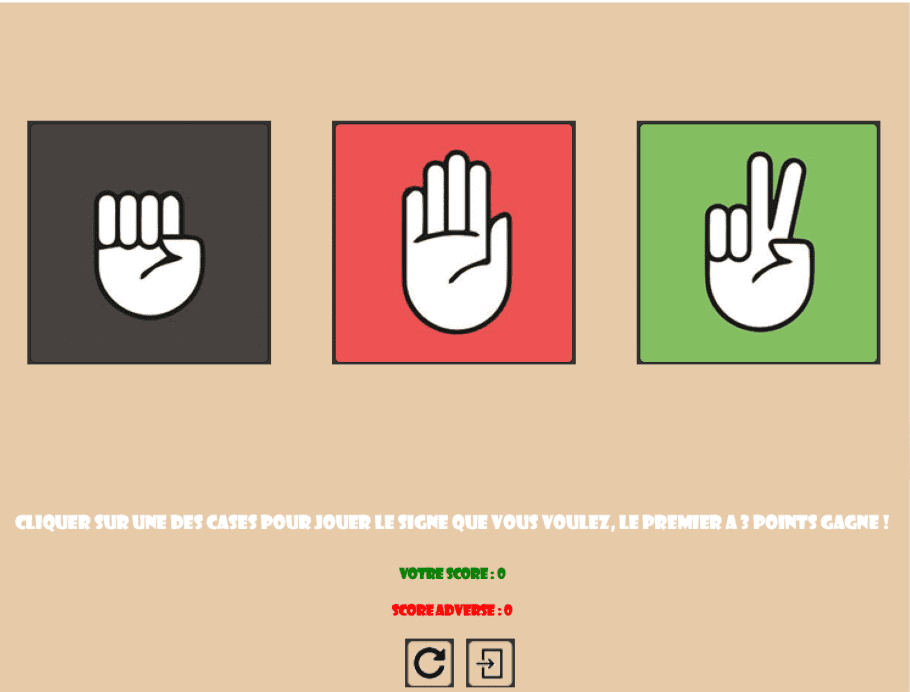 CLIQUER SUR UNE DES CASES POUR JOUER LE SIGNE QUE VOUS VOULEZ, LE PREMIER A 3 POINTS GAGNE !
VOTRE SCORE : 0
SCORE ADVERSE : 0